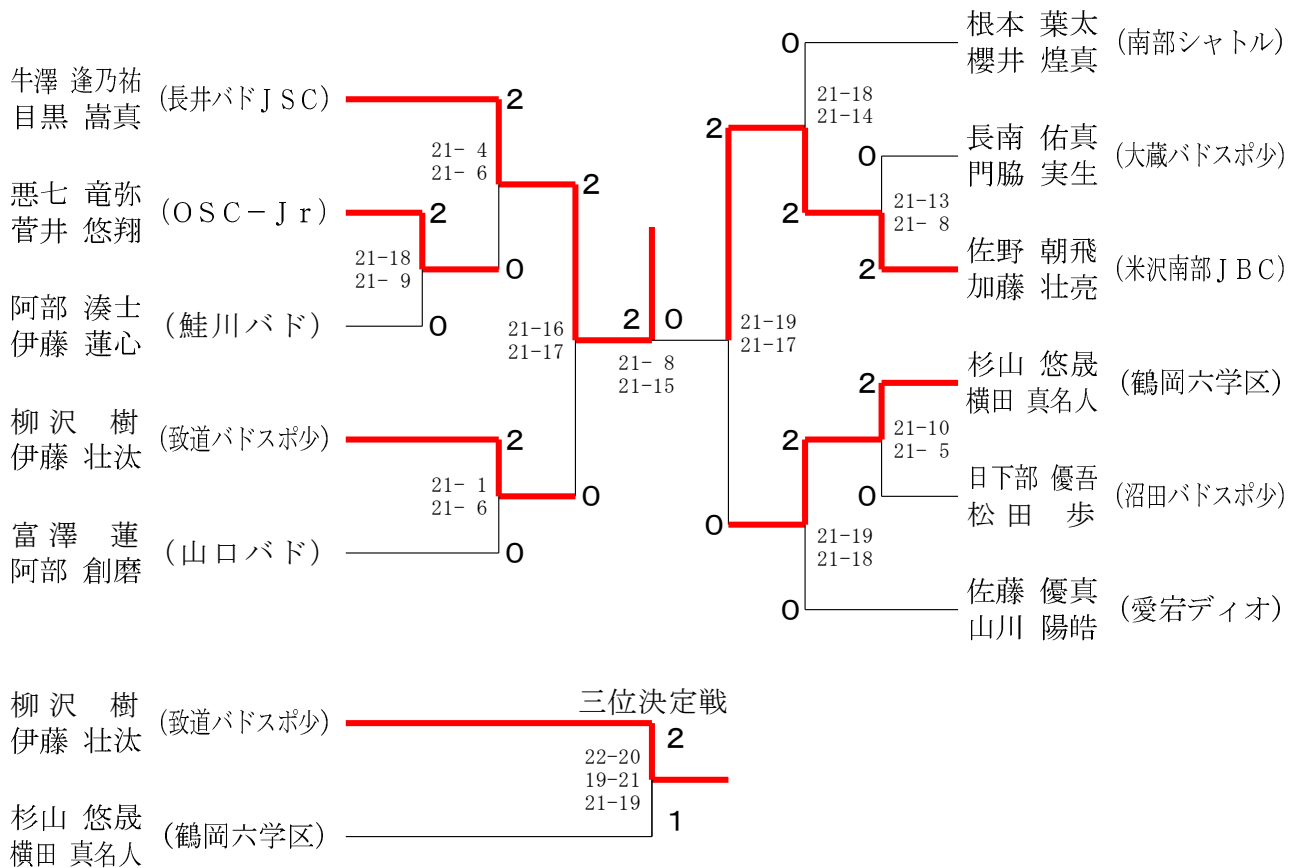 牛澤 逢乃祐
目黒 嵩真
(長井バドＪＳＣ)
悪七 竜弥
菅井 悠翔
(ＯＳＣ－Ｊｒ)
阿部 湊士
伊藤 蓮心
(鮭川バド)
柳沢 樹
伊藤 壮汰
(致道バドスポ少)
富澤 蓮
阿部 創磨
(山口バド)
2
21- 4
21- 6
2
2
21-18
21- 9
0
0
21-16
21-17
2
0
21- 8
21-15
2
21- 1
21- 6
0
0
根本 葉太
櫻井 煌真
(南部シャトル)
長南 佑真
門脇 実生
(大蔵バドスポ少)
佐野 朝飛
加藤 壮亮
(米沢南部ＪＢＣ)
杉山 悠晟
横田 真名人
(鶴岡六学区)
日下部 優吾
松田 歩
(沼田バドスポ少)
佐藤 優真
山川 陽皓
(愛宕ディオ)
0
21-18
21-14
2
0
2
21-13
21- 8
2
21-19
21-17
2
2
21-10
21- 5
0
0
21-19
21-18
0
三位決定戦
柳沢 樹
伊藤 壮汰
(致道バドスポ少)
2
22-20
19-21
21-19
1
杉山 悠晟
横田 真名人
(鶴岡六学区)